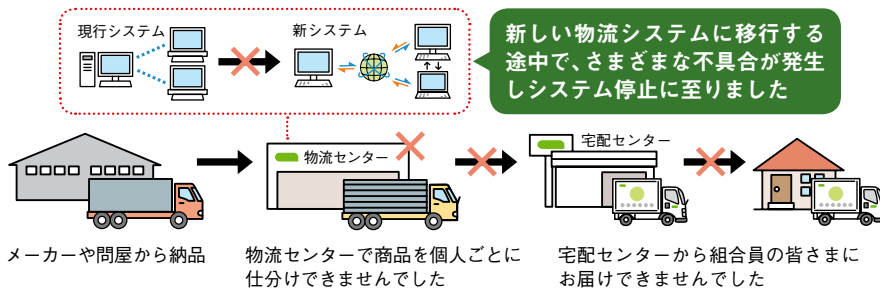 現行システム
新システム
新しい物流システムに移行する
途中で、さまざまな不具合が発生
しシステム停止に至りました
物流センター
宅配センター
メーカーや問屋から納品
物流センターで商品を個人ごとに
仕分けできませんでした
宅配センターから組合員の皆さまに
お届けできませんでした